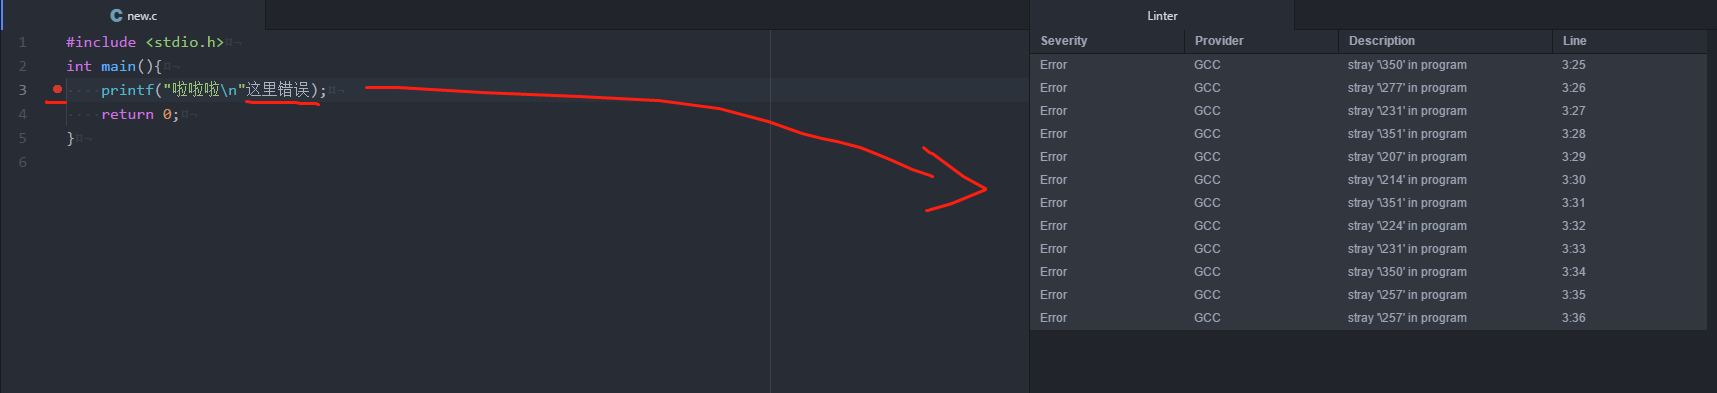 new.c
1 #include <stdio.h>
2 int main(){
3 printf("啦啦啦\n"这里错误);
4 return 0;
5 }
6
Linter
Severity Provider Description Line
Error GCC stray '\350' in program 3:25
Error GCC stray '\277' in program 3:26
Error GCC stray '\231' in program 3:27
Error GCC stray '\351' in program 3:28
Error GCC stray '\207' in program 3:29
Error GCC stray '\214' in program 3:30
Error GCC stray '\351' in program 3:31
Error GCC stray '\224' in program 3:32
Error GCC stray '\231' in program 3:33
Error GCC stray '\350' in program 3:34
Error GCC stray '\257' in program 3:35
Error GCC stray '\257' in program 3:36